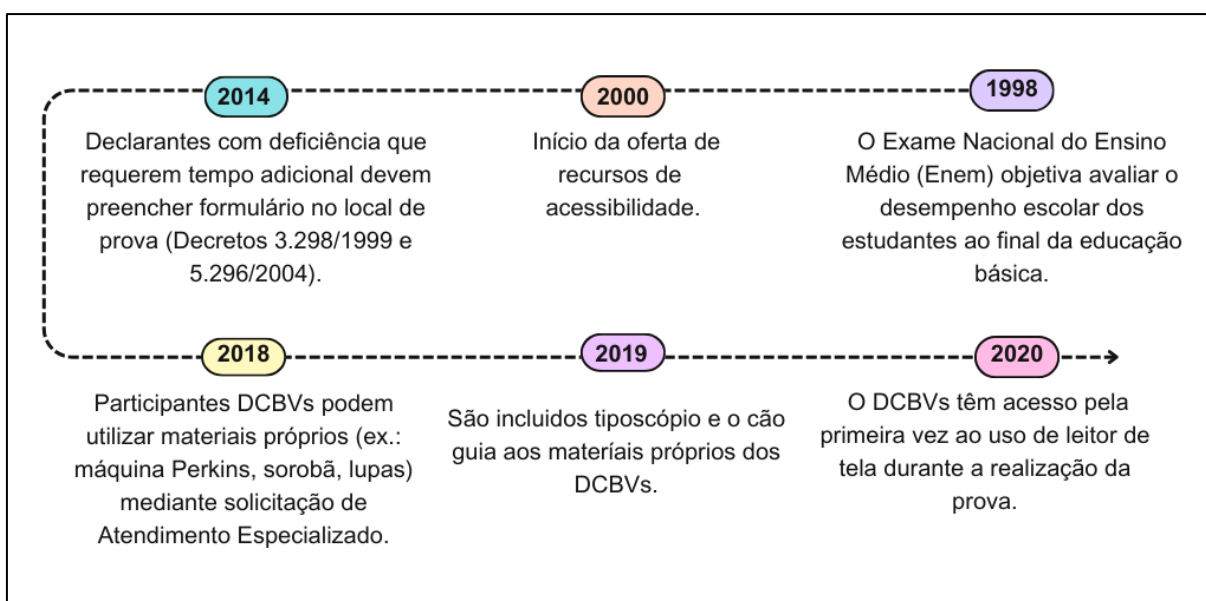 2014
Declarantes com deficiência que
requerem tempo adicional devem
preencher formulário no local de
prova (Decretos 3.298/1999 e
5.296/2004).
2000
Início da oferta de
recursos de
acessibilidade.
1998
O Exame Nacional do Ensino
Médio (Enem) objetiva avaliar o
desempenho escolar dos
estudantes ao final da educação
básica.
2018
Participantes DCBVs podem
utilizar materiais próprios (ex.:
máquina Perkins, sorobã, lupas)
mediante solicitação de
Atendimento Especializado.
2019
São incluidos tiposcópio e o cão
guia aos materíais próprios dos
DCBVs.
2020
O DCBVs têm acesso pela
primeira vez ao uso de leitor de
tela durante a realização da
prova.